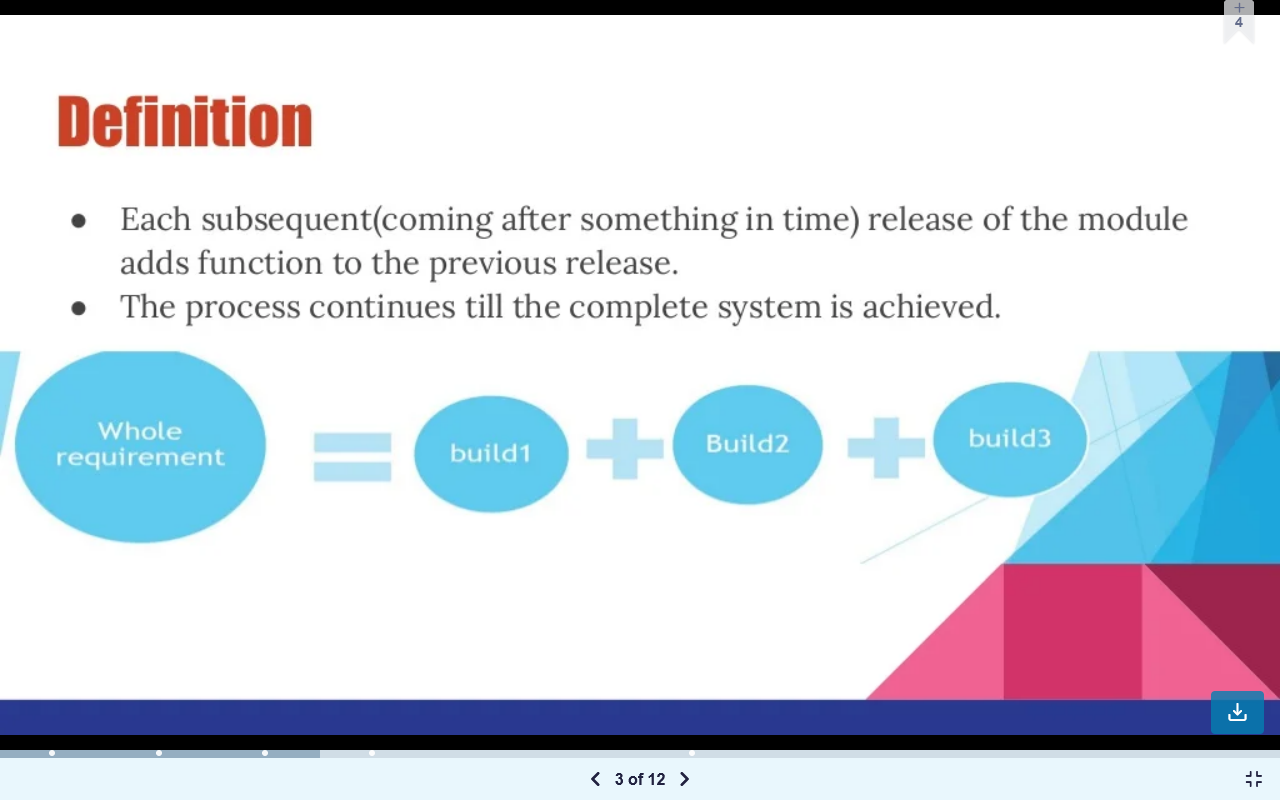 +
4
Definition
● Each subsequent(coming after something in time) release of the module
adds function to the previous release.
● The process continues till the complete system is achieved.
Whole
requirement
=
build1
+
Build2
+
build3
3 of 12